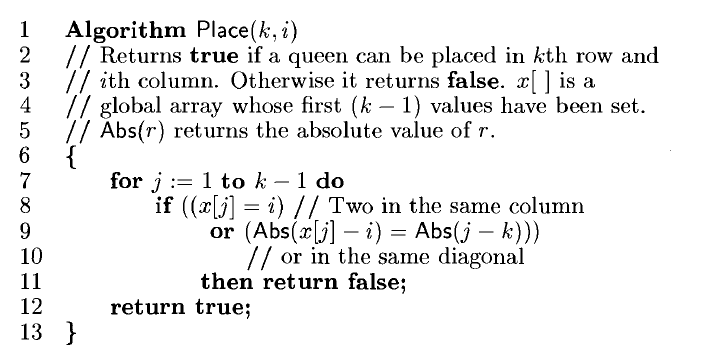 1 Algorithm Place(k, i)
2 // Returns true if a queen can be placed in kth row and
3 // ith column. Otherwise it returns false. x[ ] is a
4 // global array whose first (k − 1) values have been set.
5 // Abs(r) returns the absolute value of r.
6 {
7 for j := 1 to k − 1 do
8 if ((x[j] = i) // Two in the same column
9 or (Abs(x[j] − i) = Abs(j − k)))
10 // or in the same diagonal
11 then return false;
12 return true;
13 }